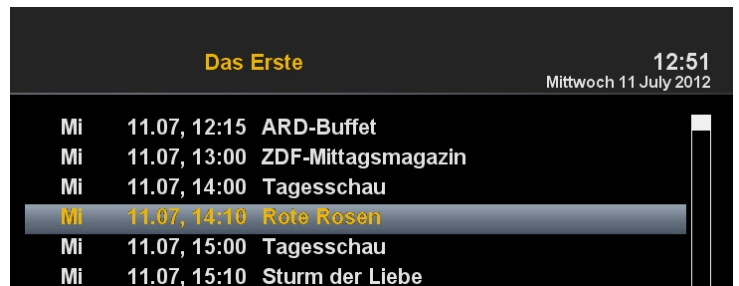 Das Erste
12:51
Mittwoch 11 July 2012
Mi 11.07, 12:15 ARD-Buffet
Mi 11.07, 13:00 ZDF-Mittagsmagazin
Mi 11.07, 14:00 Tagesschau
Mi 11.07, 14:10 Rote Rosen
Mi 11.07, 15:00 Tagesschau
Mi 11.07, 15:10 Sturm der Liebe